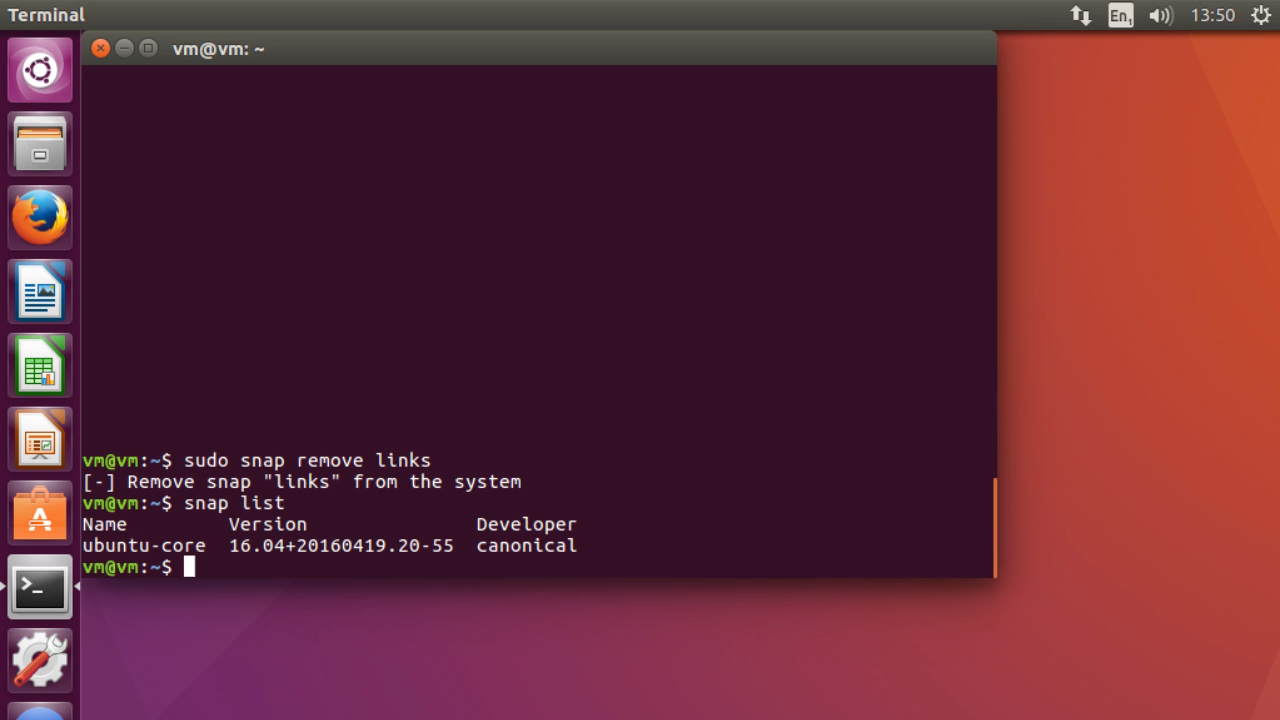 Terminal
En1 13:50
vm@vm: ~
vm@vm:~$ sudo snap remove links
[-] Remove snap "links" from the system
vm@vm:~$ snap list
Name Version Developer
ubuntu-core 16.04+20160419.20-55 canonical
vm@vm:~$